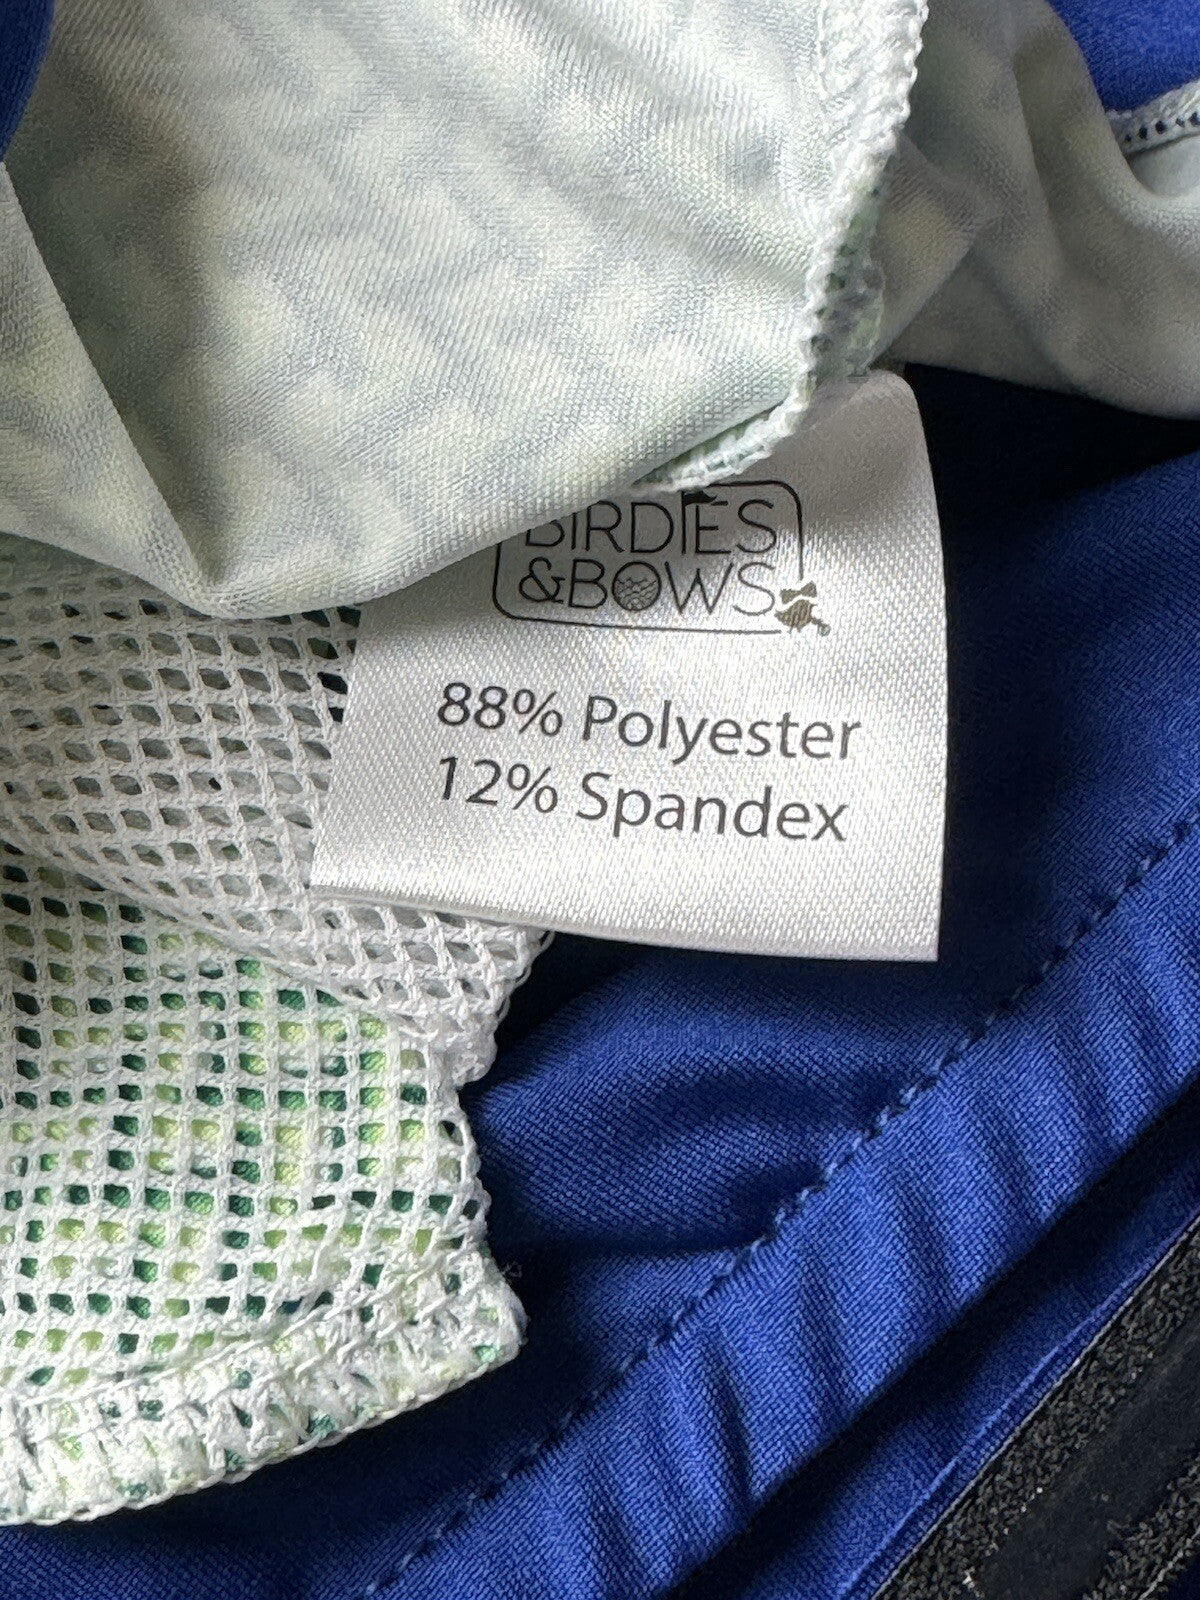 BIRDIES
&BOWS
88% Polyester
12% Spandex